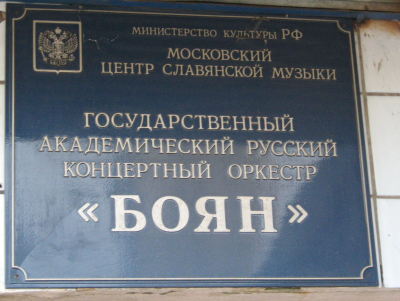 МИНИСТЕРСТВО КУЛЬТУРЫ РФ
МОСКОВСКИЙ
ЦЕНТР СЛАВЯНСКОЙ МУЗЫКИ
ГОСУДАРСТВЕННЫЙ
АКАДЕМИЧЕСКИЙ РУССКИЙ
КОНЦЕРТНЫЙ ОРКЕСТР
«БОЯН»